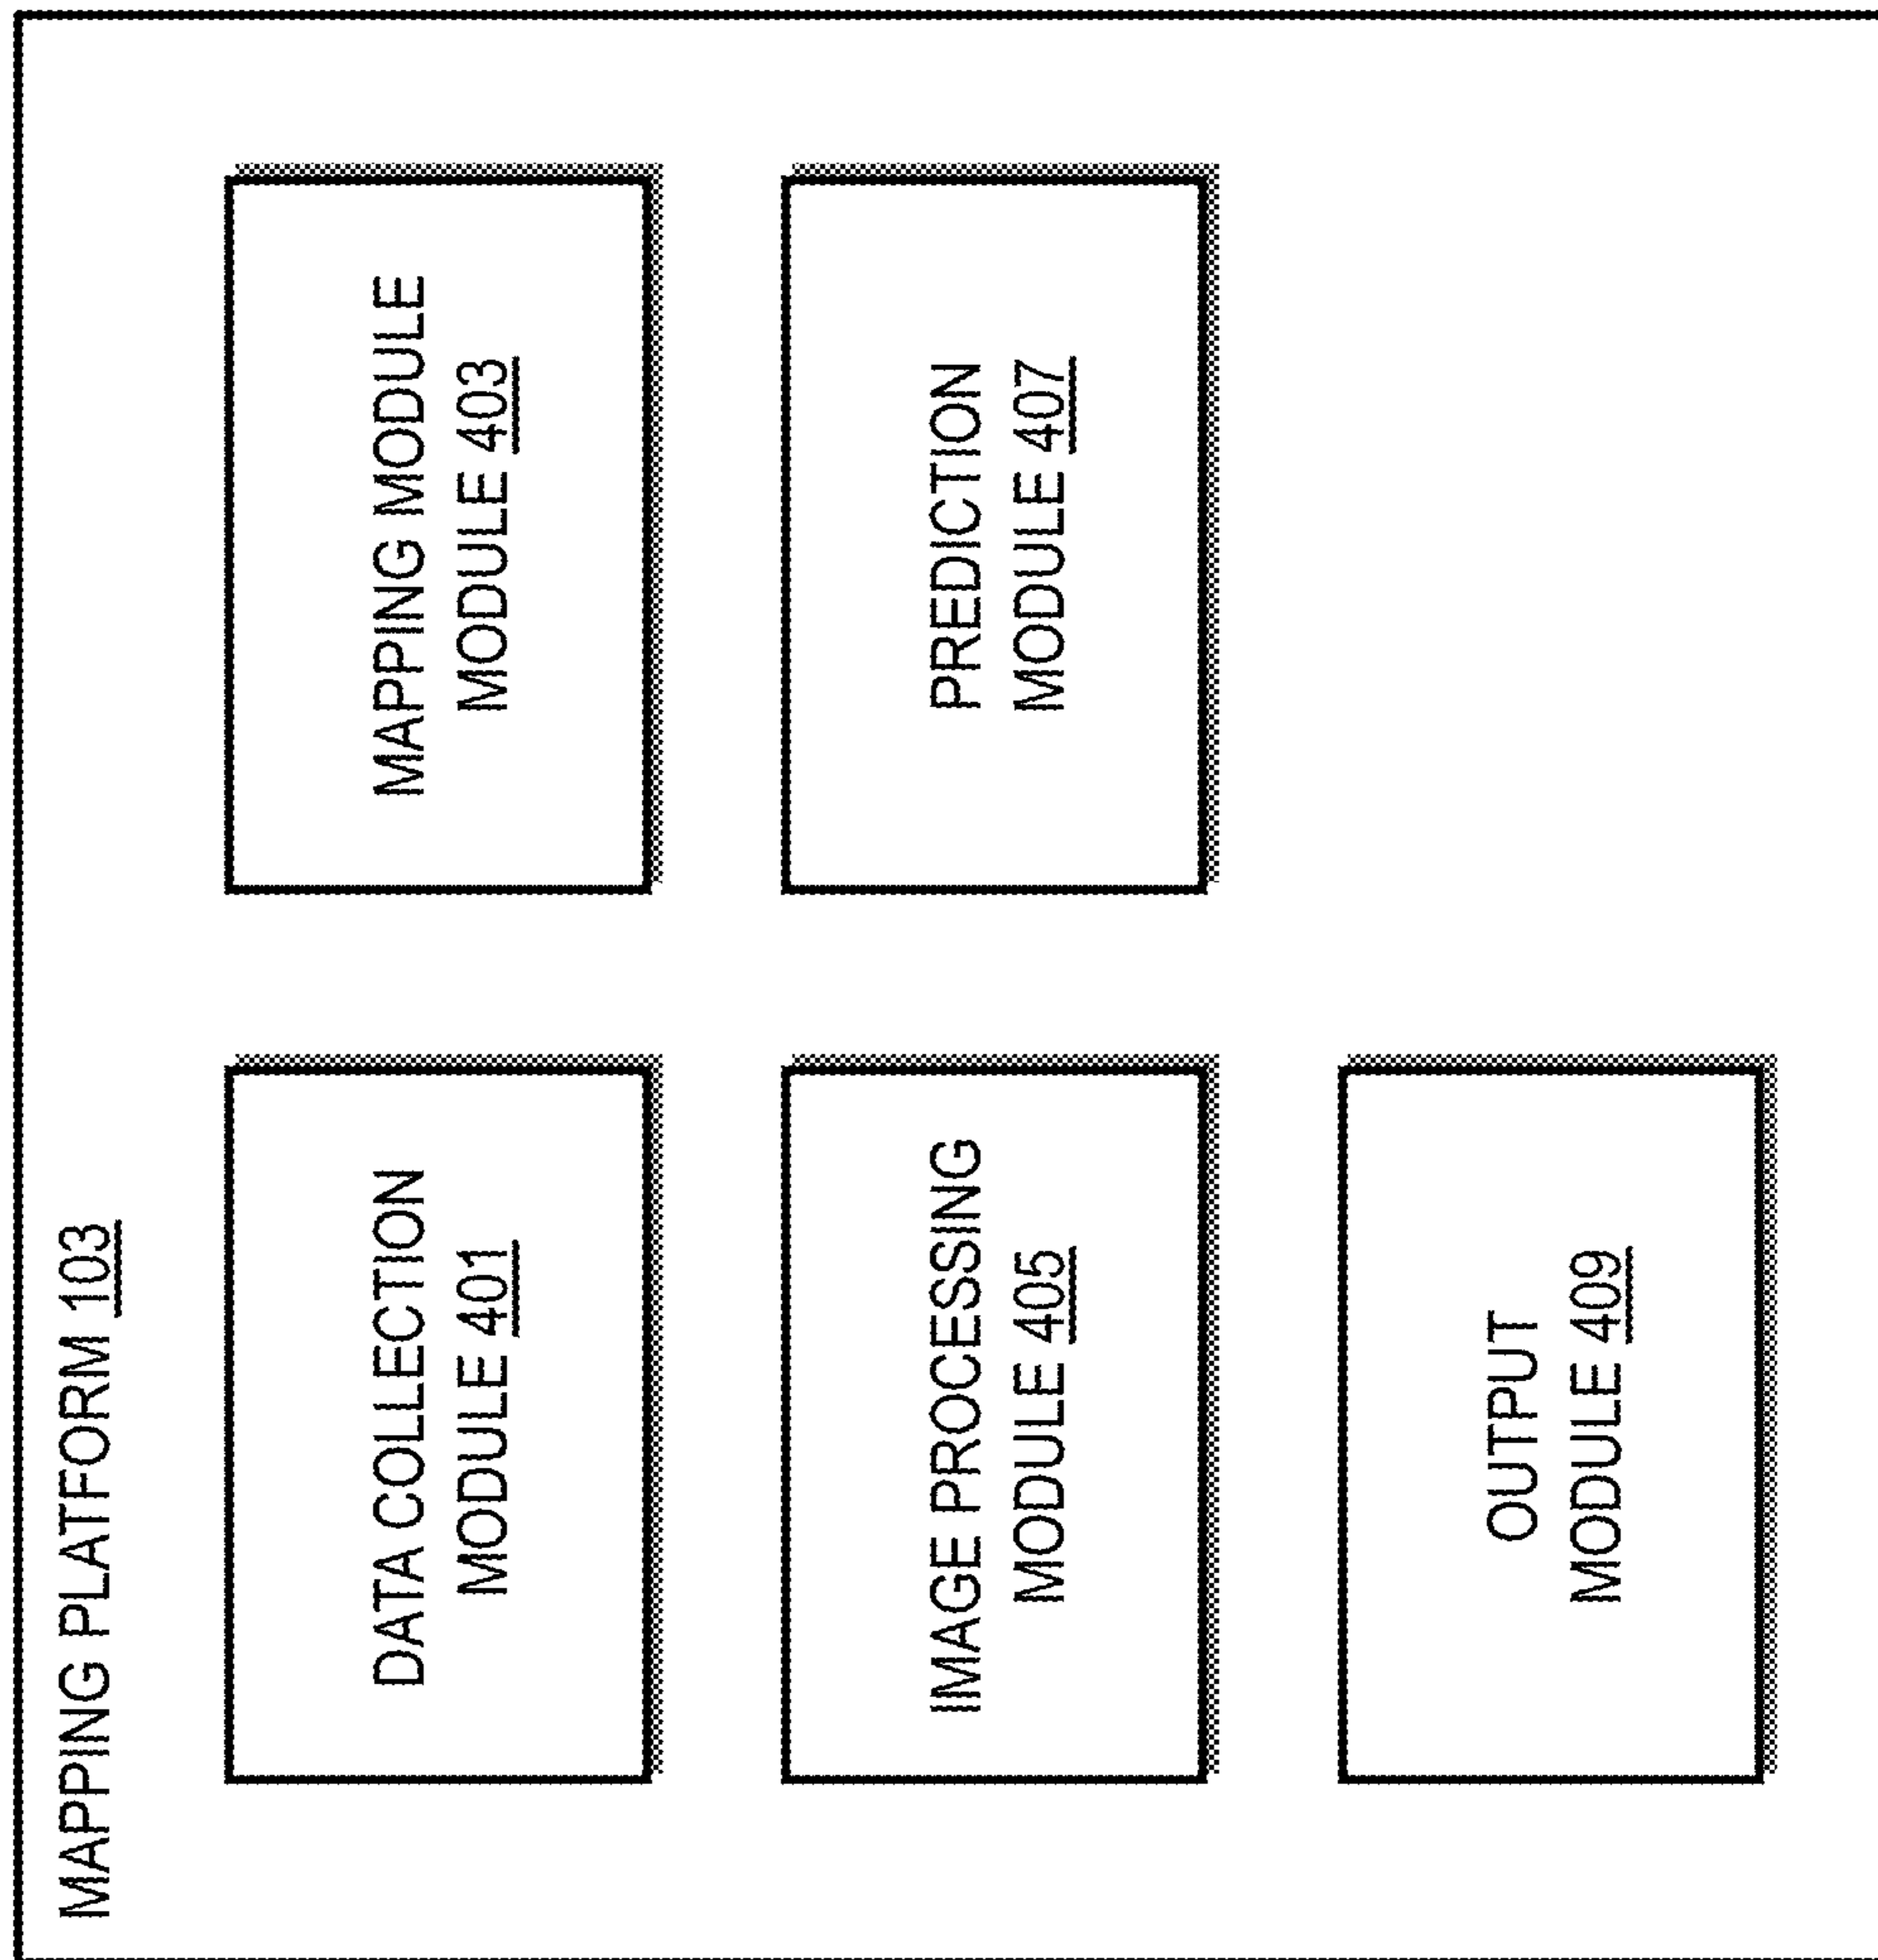 MAPPING PLATFORM 103
DATA COLLECTION
MODULE 401
MAPPING MODULE
MODULE 403
IMAGE PROCESSING
MODULE 405
PREDICTION
MODULE 407
OUTPUT
MODULE 409